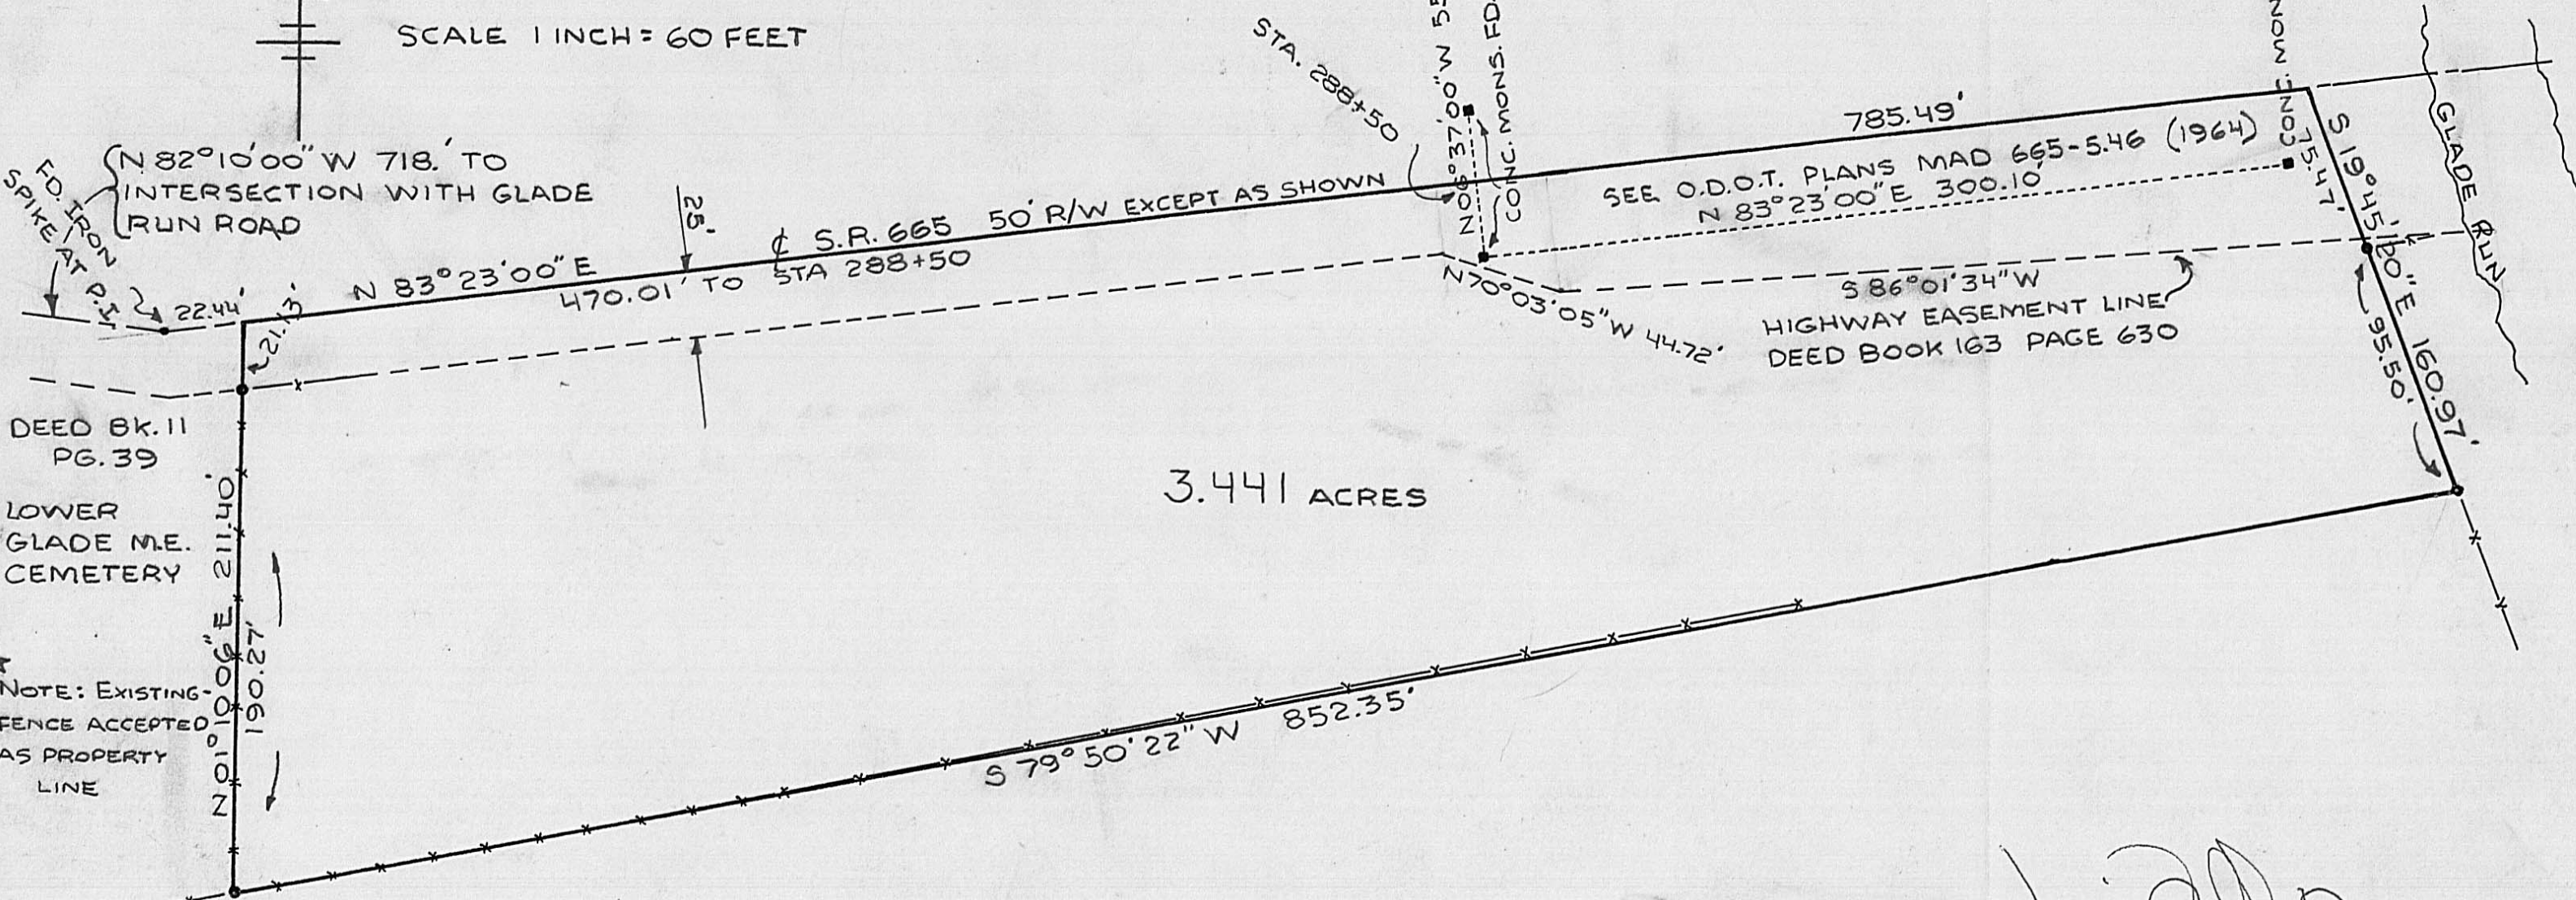 SCALE 1 INCH = 60 FEET
N 82°10'00" W 718.' TO
INTERSECTION WITH GLADE
RUN ROAD
FD. IRON
SPIKE AT P.I.
22.44'
21.13'
25'
N 83°23'00" E
470.01' TO STA 288+50
℄ S.R. 665 50' R/W EXCEPT AS SHOWN
STA. 288+50
N 06°37'00" W
CONC. MONS. FD.
785.49'
SEE O.D.O.T. PLANS MAD 665-5.46 (1964)
N 83°23'00" E 300.10'
CONC. MON.
S 19°45'20" E 160.97'
75.47'
95.50'
GLADE RUN
N 70°03'05" W 44.72'
S 86°01'34" W
HIGHWAY EASEMENT LINE
DEED BOOK 163 PAGE 630
DEED BK. 11
PG. 39
LOWER
GLADE M.E.
CEMETERY
N 0°10'06" E 211.40'
190.27'
NOTE: EXISTING
FENCE ACCEPTED
AS PROPERTY
LINE
3.441 ACRES
S 79°50'22" W 852.35'